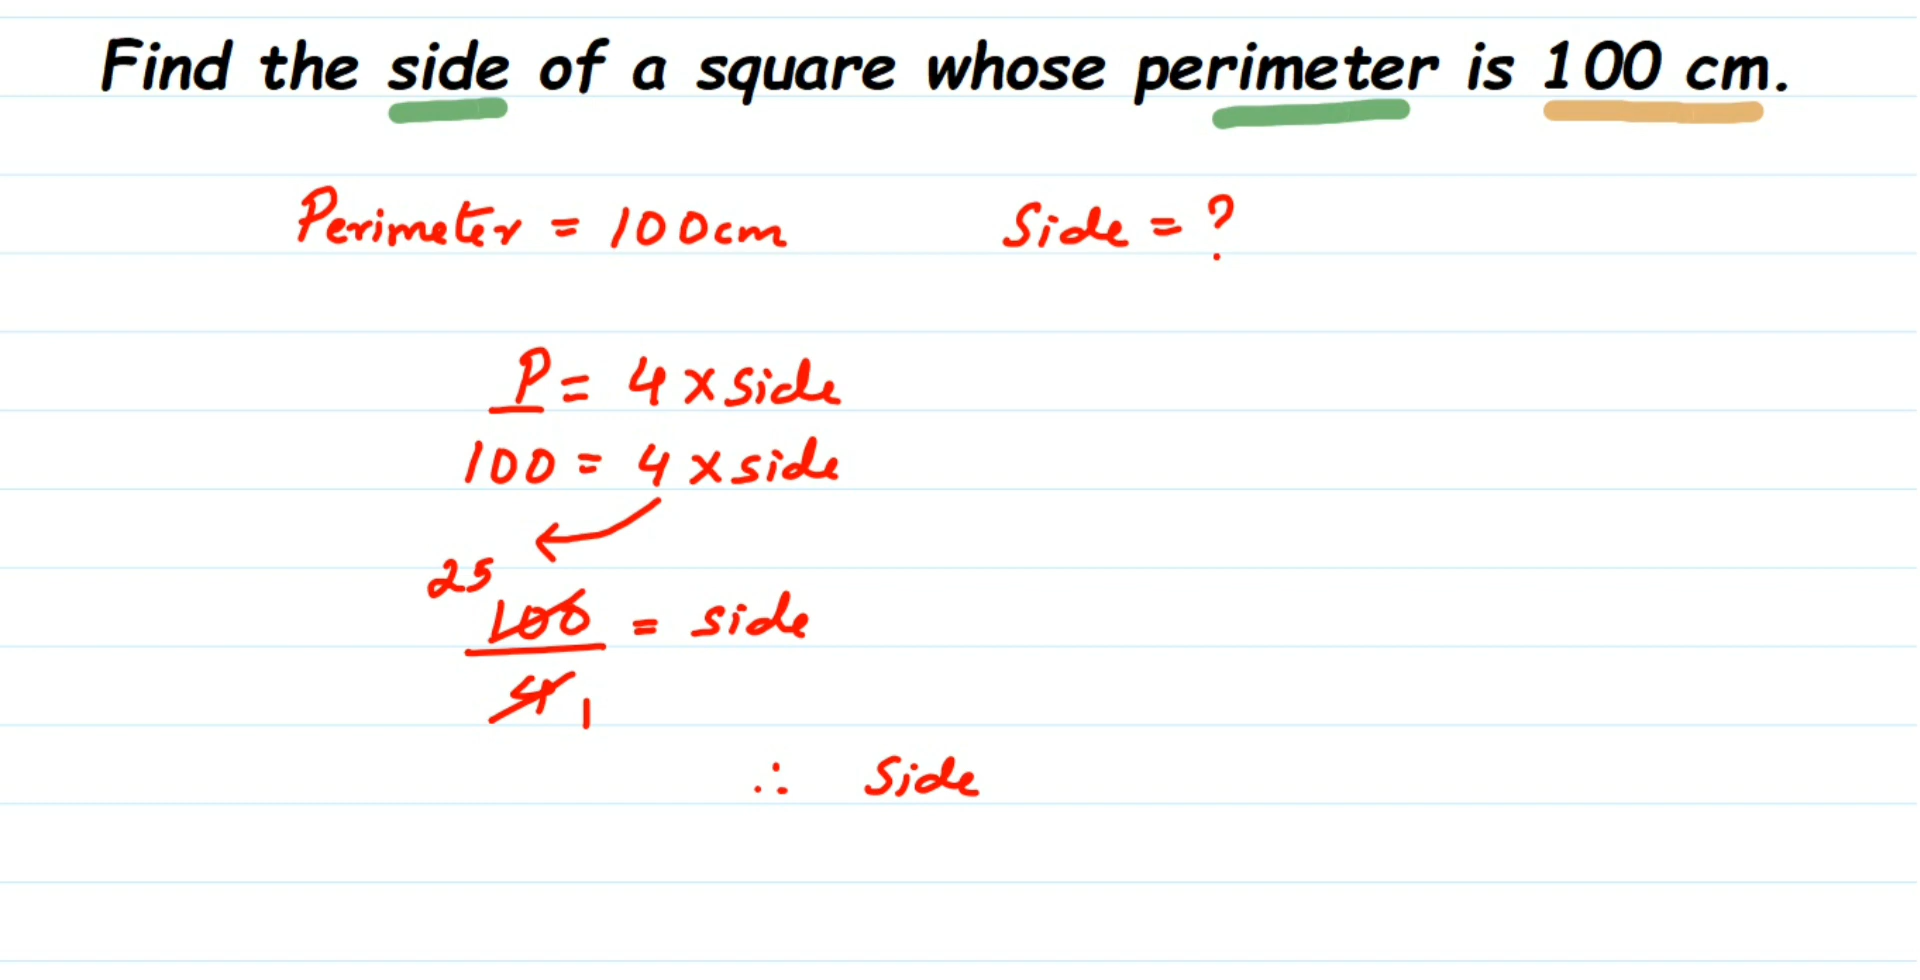 Find the side of a square whose perimeter is 100 cm.
Perimeter = 100cm Side = ?
P = 4 x side
100 = 4 x side
25
100 = side
4 1
∴ Side